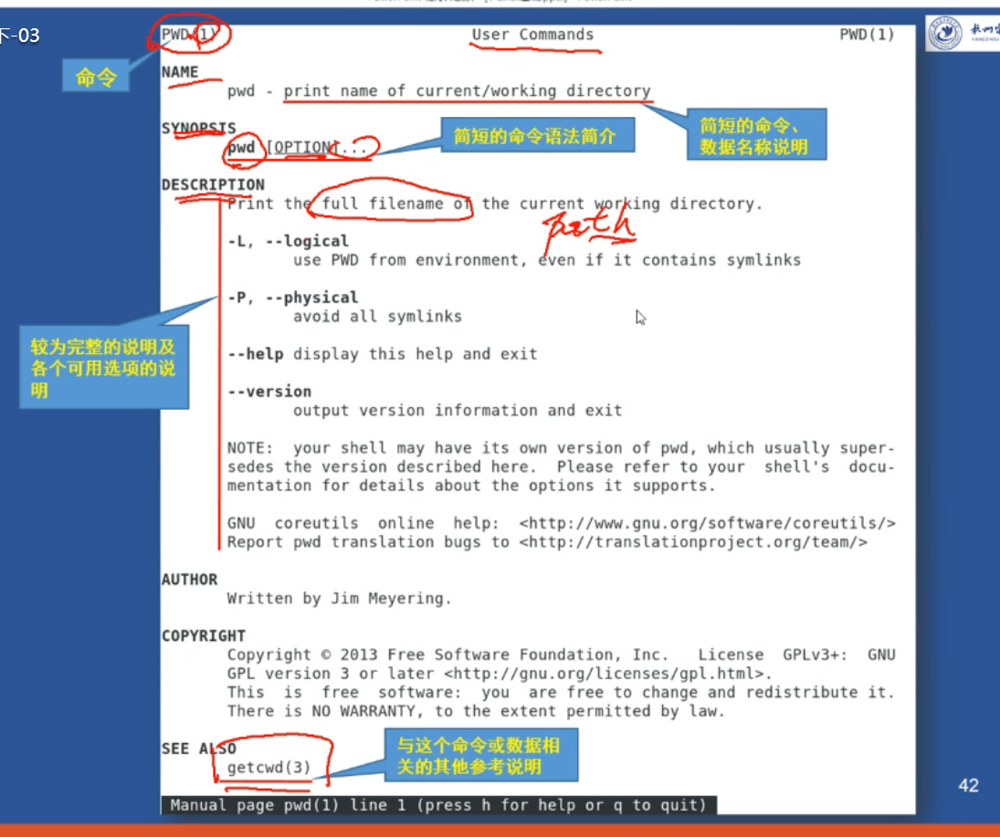 下-03
PWD(1) User Commands PWD(1)
命令
NAME
pwd - print name of current/working directory
简短的命令、
数据名称说明
SYNOPSIS
pwd [OPTION]...
简短的命令语法简介
DESCRIPTION
Print the full filename of the current working directory.
path
-L, --logical
use PWD from environment, even if it contains symlinks
-P, --physical
avoid all symlinks
较为完整的说明及
各个可用选项的说
明
--help display this help and exit
--version
output version information and exit
NOTE: your shell may have its own version of pwd, which usually super-
sedes the version described here. Please refer to your shell's docu-
mentation for details about the options it supports.
GNU coreutils online help: <http://www.gnu.org/software/coreutils/>
Report pwd translation bugs to <http://translationproject.org/team/>
AUTHOR
Written by Jim Meyering.
COPYRIGHT
Copyright © 2013 Free Software Foundation, Inc. License GPLv3+: GNU
GPL version 3 or later <http://gnu.org/licenses/gpl.html>.
This is free software: you are free to change and redistribute it.
There is NO WARRANTY, to the extent permitted by law.
SEE ALSO
getcwd(3)
与这个命令或数据相
关的其他参考说明
Manual page pwd(1) line 1 (press h for help or q to quit)
42